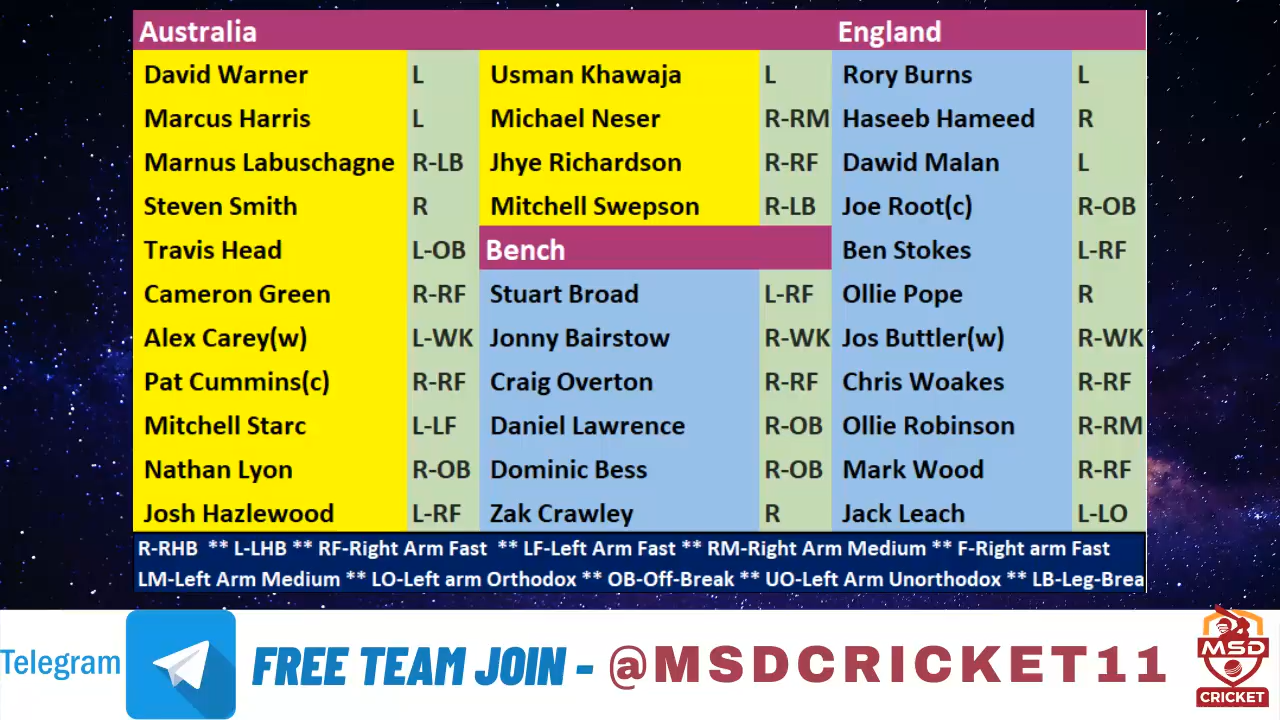 Australia England
David Warner L Usman Khawaja L Rory Burns L
Marcus Harris L Michael Neser R-RM Haseeb Hameed R
Marnus Labuschagne R-LB Jhye Richardson R-RF Dawid Malan L
Steven Smith R Mitchell Swepson R-LB Joe Root(c) R-OB
Travis Head L-OB Bench Ben Stokes L-RF
Cameron Green R-RF Stuart Broad L-RF Ollie Pope R
Alex Carey(w) L-WK Jonny Bairstow R-WK Jos Buttler(w) R-WK
Pat Cummins(c) R-RF Craig Overton R-RF Chris Woakes R-RF
Mitchell Starc L-LF Daniel Lawrence R-OB Ollie Robinson R-RM
Nathan Lyon R-OB Dominic Bess R-OB Mark Wood R-RF
Josh Hazlewood L-RF Zak Crawley R Jack Leach L-LO
R-RHB ** L-LHB ** RF-Right Arm Fast ** LF-Left Arm Fast ** RM-Right Arm Medium ** F-Right arm Fast
LM-Left Arm Medium ** LO-Left arm Orthodox ** OB-Off-Break ** UO-Left Arm Unorthodox ** LB-Leg-Brea
Telegram FREE TEAM JOIN - @MSDCRICKET11
MSD
CRICKET